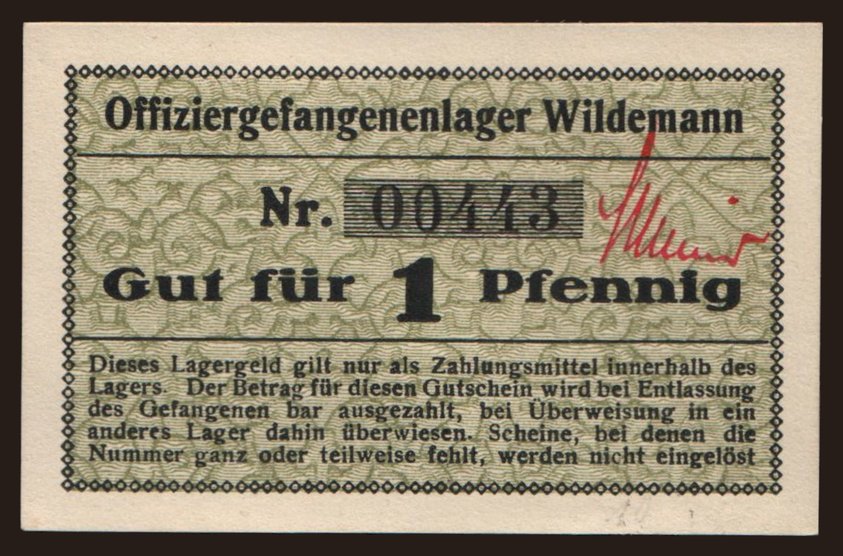 Offiziergefangenenlager Wildemann
Nr. 00443
Gut für 1 Pfennig
Dieses Lagergeld gilt nur als Zahlungsmittel innerhalb des
Lagers. Der Betrag für diesen Gutschein wird bei Entlassung
des Gefangenen bar ausgezahlt, bei Überweisung in ein
anderes Lager dahin überwiesen. Scheine, bei denen die
Nummer ganz oder teilweise fehlt, werden nicht eingelöst